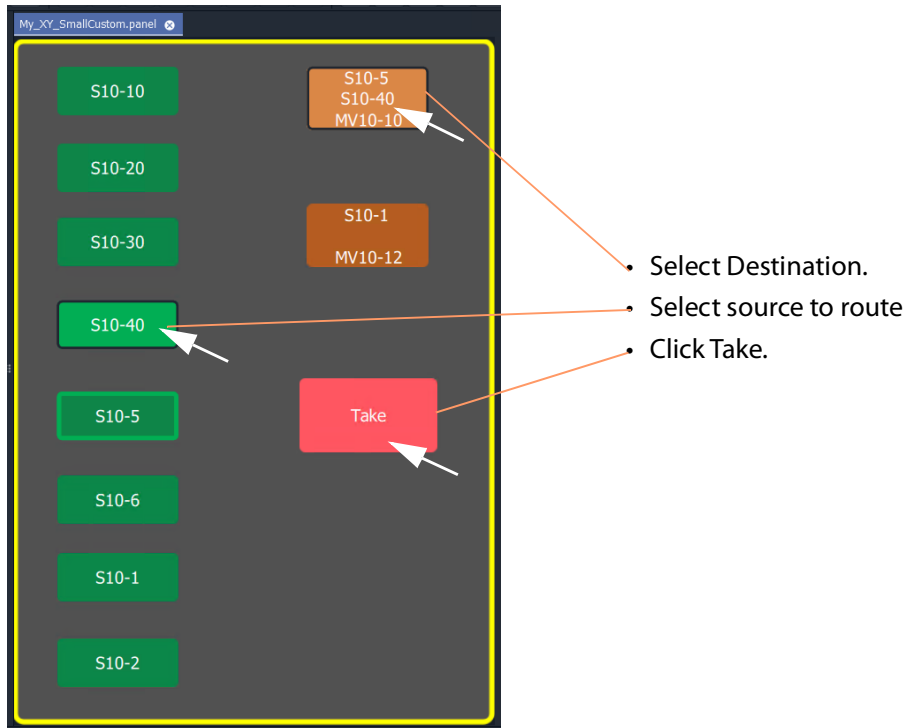 My_XY_SmallCustom.panel
S10-10
S10-20
S10-30
S10-40
S10-5
S10-6
S10-1
S10-2
S10-5
S10-40
MV10-10
S10-1
MV10-12
Take
• Select Destination.
• Select source to route
• Click Take.